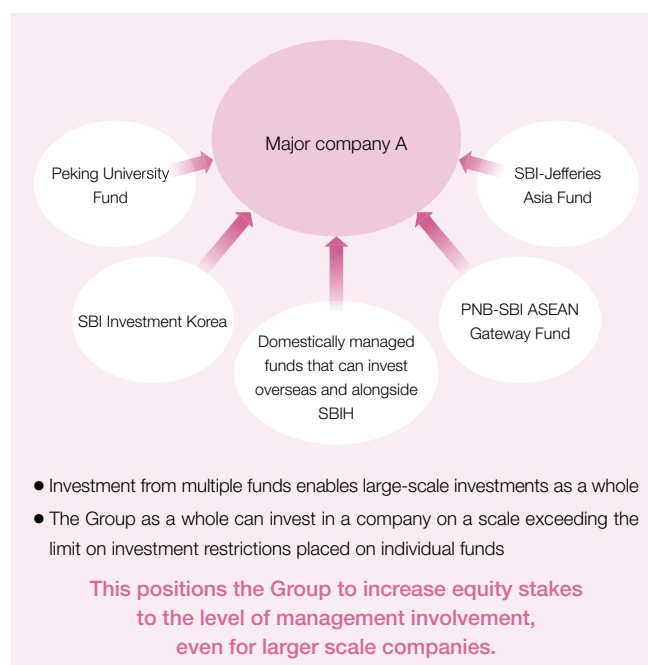 Major company A
Peking University
Fund
SBI-Jefferies
Asia Fund
SBI Investment Korea
PNB-SBI ASEAN
Gateway Fund
Domestically managed
funds that can invest
overseas and alongside
SBIH
● Investment from multiple funds enables large-scale investments as a whole
● The Group as a whole can invest in a company on a scale exceeding the
limit on investment restrictions placed on individual funds
This positions the Group to increase equity stakes
to the level of management involvement,
even for larger scale companies.